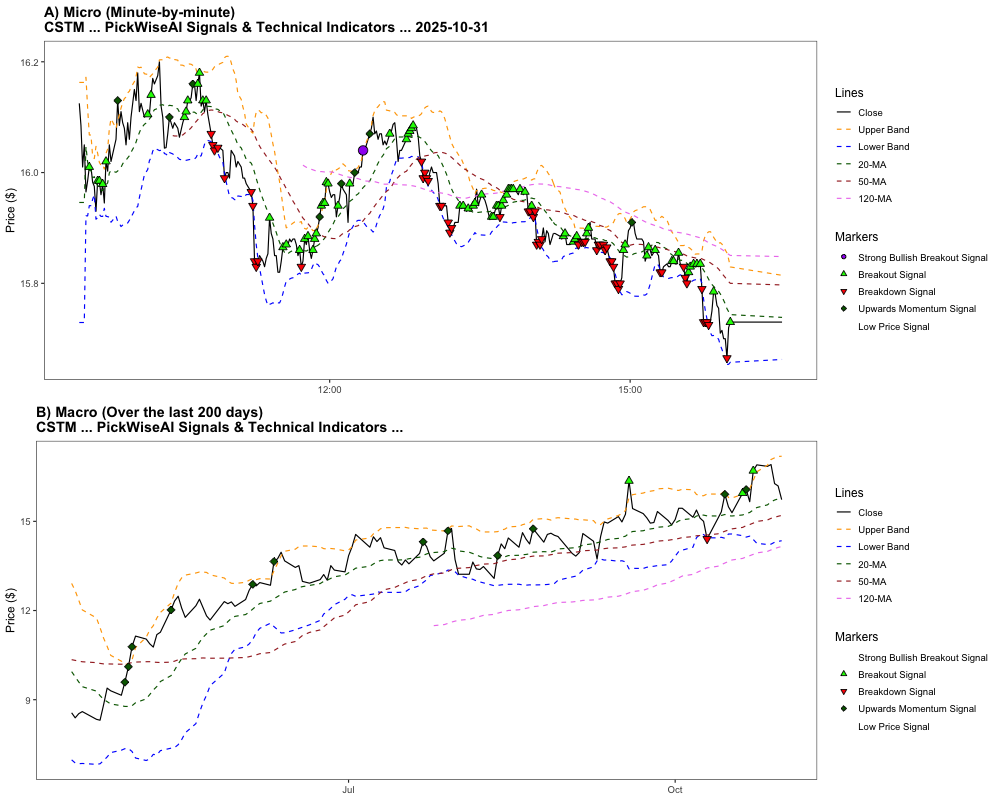 A) Micro (Minute-by-minute)
CSTM ... PickWiseAI Signals & Technical Indicators ... 2025-10-31
16.2
16.0
15.8
Price ($)
12:00
15:00
Lines
Close
Upper Band
Lower Band
20-MA
50-MA
120-MA
Markers
Strong Bullish Breakout Signal
Breakout Signal
Breakdown Signal
Upwards Momentum Signal
Low Price Signal
B) Macro (Over the last 200 days)
CSTM ... PickWiseAI Signals & Technical Indicators ...
15
12
9
Price ($)
Jul
Oct
Lines
Close
Upper Band
Lower Band
20-MA
50-MA
120-MA
Markers
Strong Bullish Breakout Signal
Breakout Signal
Breakdown Signal
Upwards Momentum Signal
Low Price Signal